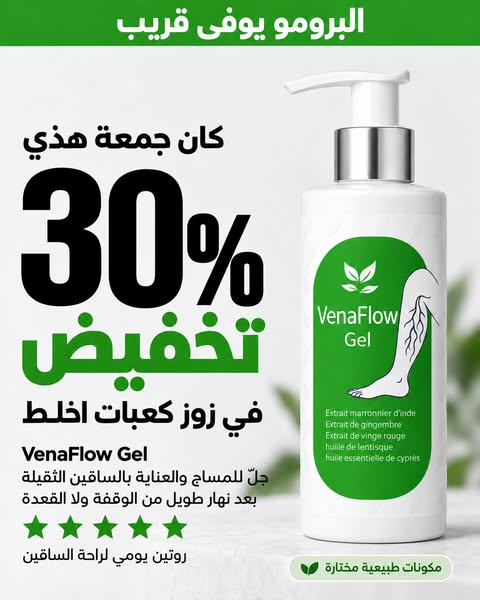 البرومو يوفى قريب
كان جمعة هذي
30%
تخفيض
في زوز كعبات اخلط
VenaFlow Gel
جلّ للمساج والعناية بالساقين الثقيلة
بعد نهار طويل من الوقفة ولا القعدة
روتين يومي لراحة الساقين
VenaFlow
Gel
Extrait marronnier d'inde
Extrait de gingembre
Extrait de vinge rouge
huilile de lentisque
huile essentielle de cyprès
مكونات طبيعية مختارة